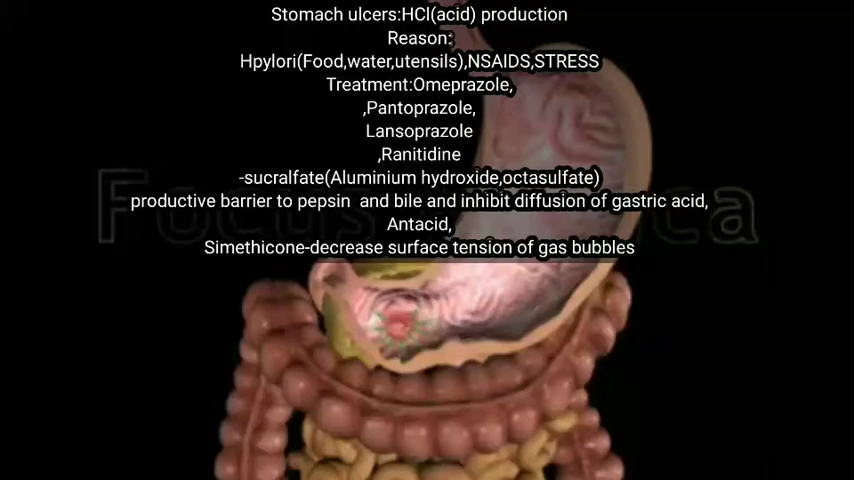 Stomach ulcers:HCl(acid) production
Reason:
Hpylori(Food,water,utensils),NSAIDS,STRESS
Treatment:Omeprazole,
,Pantoprazole,
Lansoprazole
,Ranitidine
-sucralfate(Aluminium hydroxide,octasulfate)
productive barrier to pepsin and bile and inhibit diffusion of gastric acid,
Antacid,
Simethicone-decrease surface tension of gas bubbles